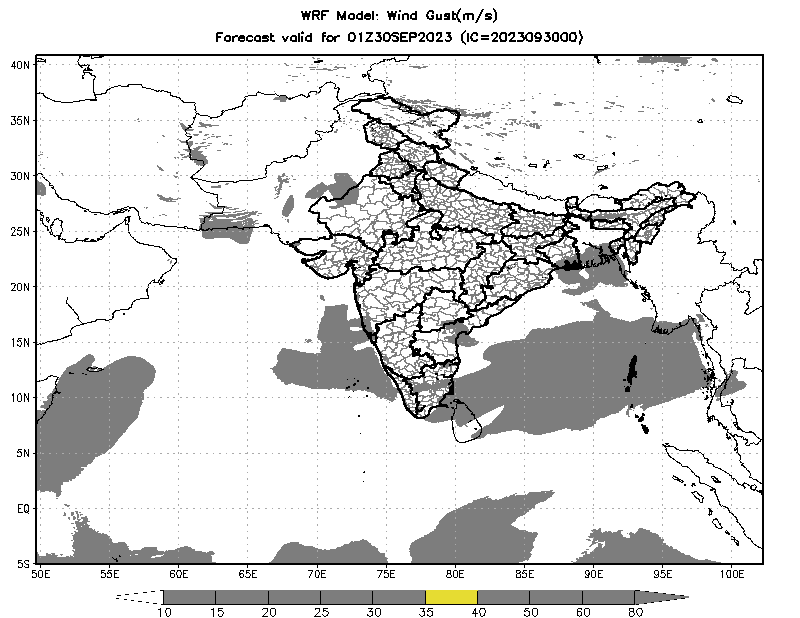 WRF Model: Wind Gust(m/s)
Forecast valid for 01Z30SEP2023 (IC=2023093000)
40N
35N
30N
25N
20N
15N
10N
5N
EQ
5S
50E 55E 60E 65E 70E 75E 80E 85E 90E 95E 100E
10 15 20 25 30 35 40 50 60 80